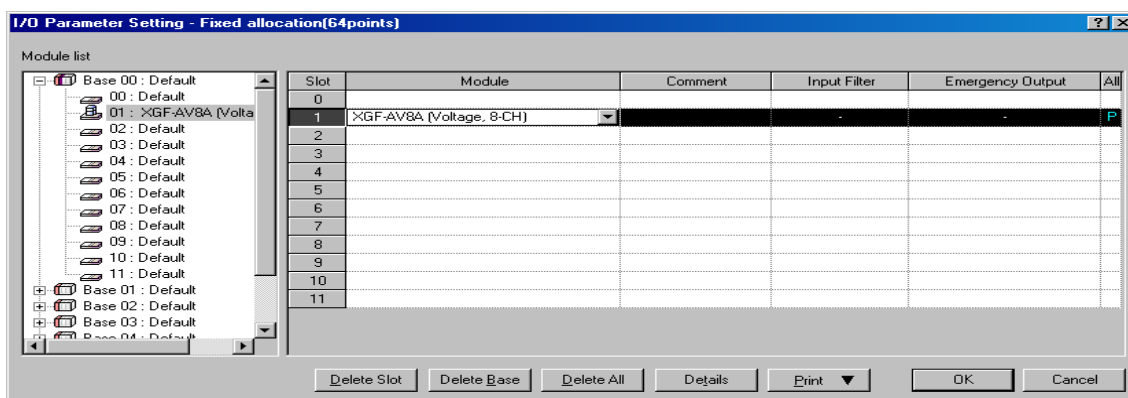 I/O Parameter Setting - Fixed allocation(64points)
Module list
Base 00 : Default
00 : Default
01 : XGF-AV8A (Volta
02 : Default
03 : Default
04 : Default
05 : Default
06 : Default
07 : Default
08 : Default
09 : Default
10 : Default
11 : Default
Base 01 : Default
Base 02 : Default
Base 03 : Default
Base 04 : Default
Slot Module Comment Input Filter Emergency Output All
0
1 XGF-AV8A (Voltage, 8-CH) - - P
2
3
4
5
6
7
8
9
10
11
Delete Slot Delete Base Delete All Details Print ▼ OK Cancel